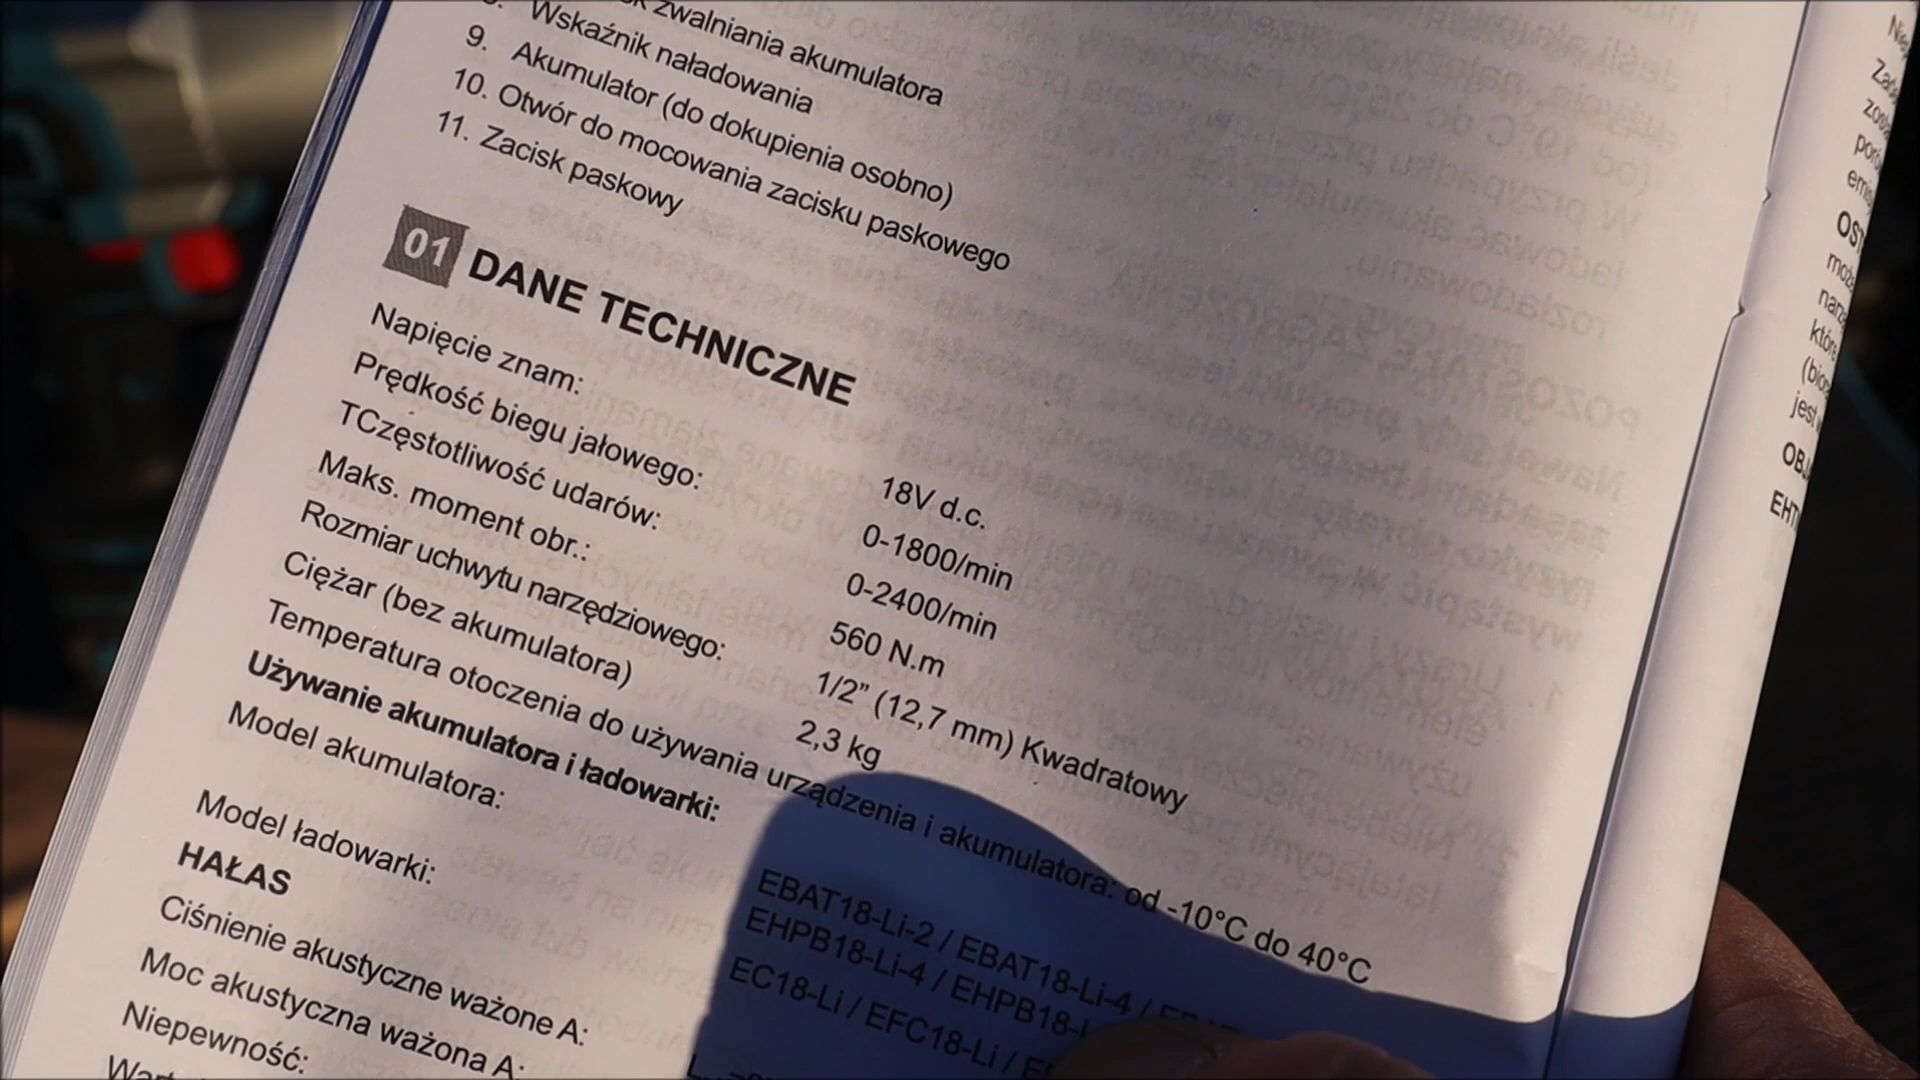 zwalniania akumulatora
Wskaźnik naładowania
9. Akumulator (do dokupienia osobno)
10. Otwór do mocowania zacisku paskowego
11. Zacisk paskowy
01 DANE TECHNICZNE
Napięcie znam: 18V d.c.
Prędkość biegu jałowego: 0-1800/min
TCzęstotliwość udarów: 0-2400/min
Maks. moment obr.: 560 N.m
Rozmiar uchwytu narzędziowego: 1/2” (12,7 mm) Kwadratowy
Ciężar (bez akumulatora) 2,3 kg
Temperatura otoczenia do używania urządzenia i akumulatora: od -10°C do 40°C
Używanie akumulatora i ładowarki:
Model akumulatora: EBAT18-Li-2 / EBAT18-Li-4 /
EHPB18-Li-4 / EHPB18-
Model ładowarki: EC18-Li / EFC18-Li /
HAŁAS
Ciśnienie akustyczne ważone A:
Moc akustyczna ważona A:
Niepewność: